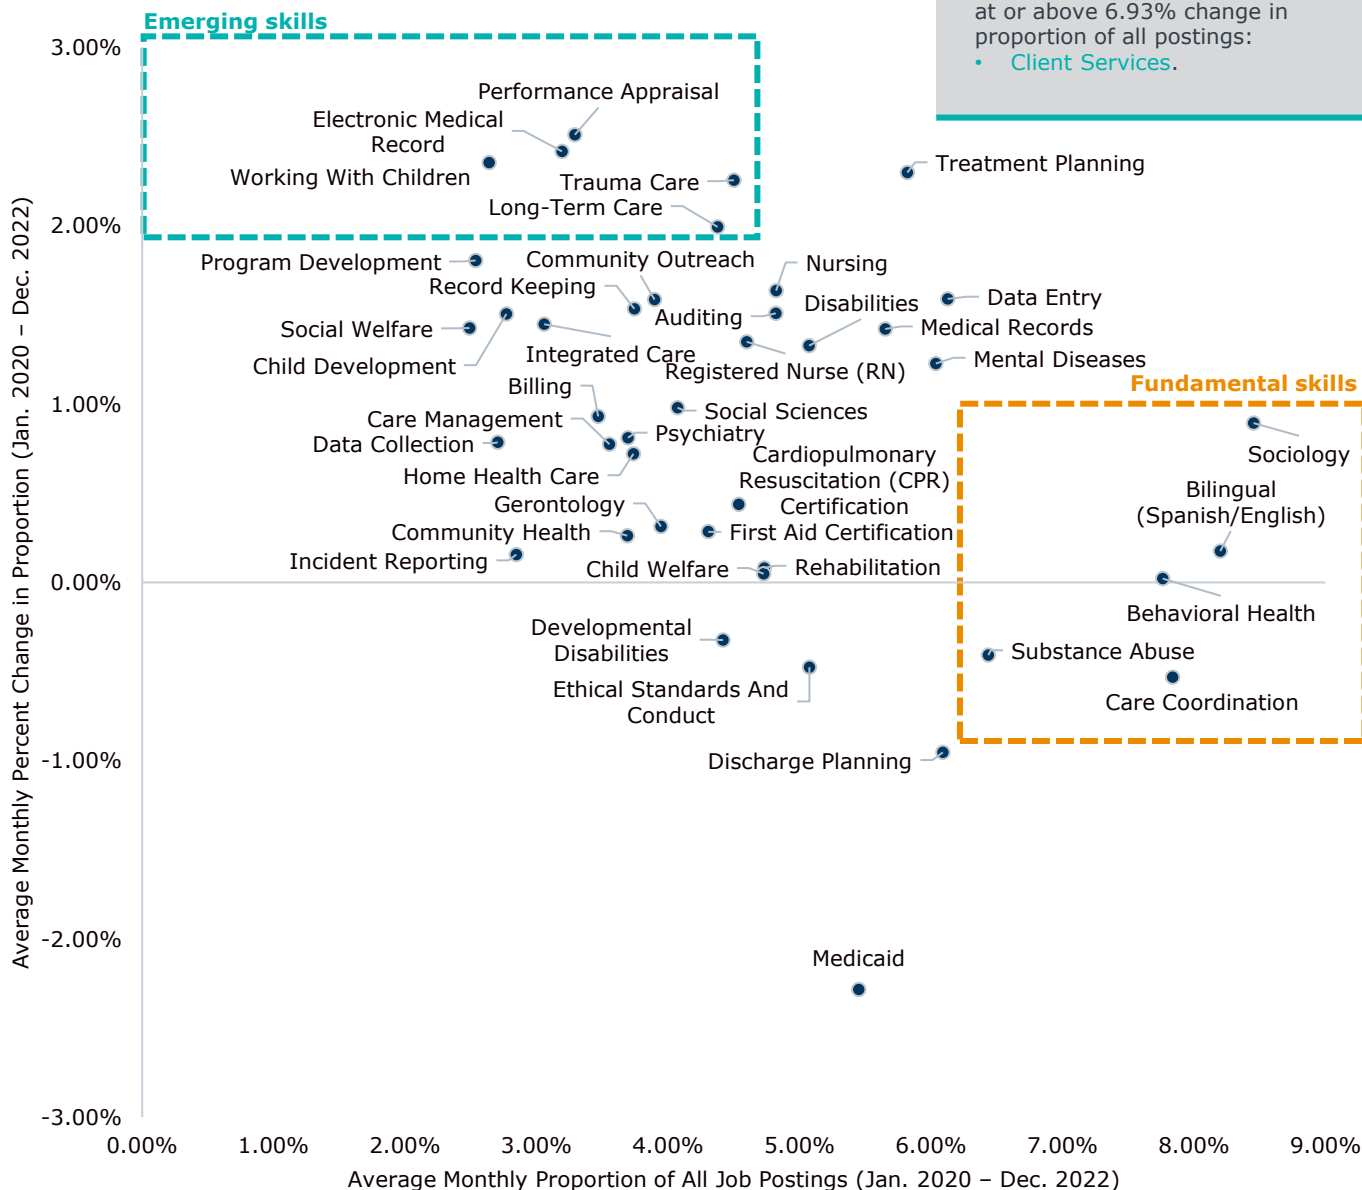 at or above 6.93% change in
proportion of all postings:
• Client Services.
Emerging skills
3.00%
2.00%
1.00%
0.00%
-1.00%
-2.00%
-3.00%
Average Monthly Percent Change in Proportion (Jan. 2020 – Dec. 2022)
Performance Appraisal
Electronic Medical
Record
Working With Children
Trauma Care
Long-Term Care
Treatment Planning
Program Development
Community Outreach
Nursing
Record Keeping
Disabilities
Data Entry
Auditing
Social Welfare
Medical Records
Integrated Care
Child Development
Registered Nurse (RN)
Mental Diseases
Fundamental skills
Billing
Care Management
Social Sciences
Data Collection
Psychiatry
Home Health Care
Cardiopulmonary
Resuscitation (CPR)
Certification
Sociology
Bilingual
(Spanish/English)
Gerontology
Community Health
First Aid Certification
Incident Reporting
Child Welfare
Rehabilitation
Behavioral Health
Developmental
Disabilities
Substance Abuse
Ethical Standards And
Conduct
Care Coordination
Discharge Planning
Medicaid
0.00% 1.00% 2.00% 3.00% 4.00% 5.00% 6.00% 7.00% 8.00% 9.00%
Average Monthly Proportion of All Job Postings (Jan. 2020 – Dec. 2022)